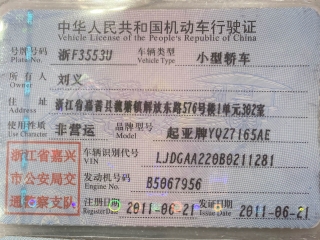 中华人民共和国机动车行驶证
Vehicle License of the People's Republic of China
号牌号码 浙F3553U 车辆类型 小型轿车
Plate No. Vehicle Type
所有人 刘义
Owner
住址 浙江省嘉善县魏塘镇解放东路576号楼1单元302室
Address
使用性质 非营运 品牌型号 起亚牌YQZ7165AE
Use Character Model
浙江省嘉兴
市公安局交
通警察支队
车辆识别代号 LJDGAA220B0211281
VIN
发动机号码 B5067956
Engine No.
注册日期 2011-06-21 发证日期 2011-06-21
Register Date Issue Date